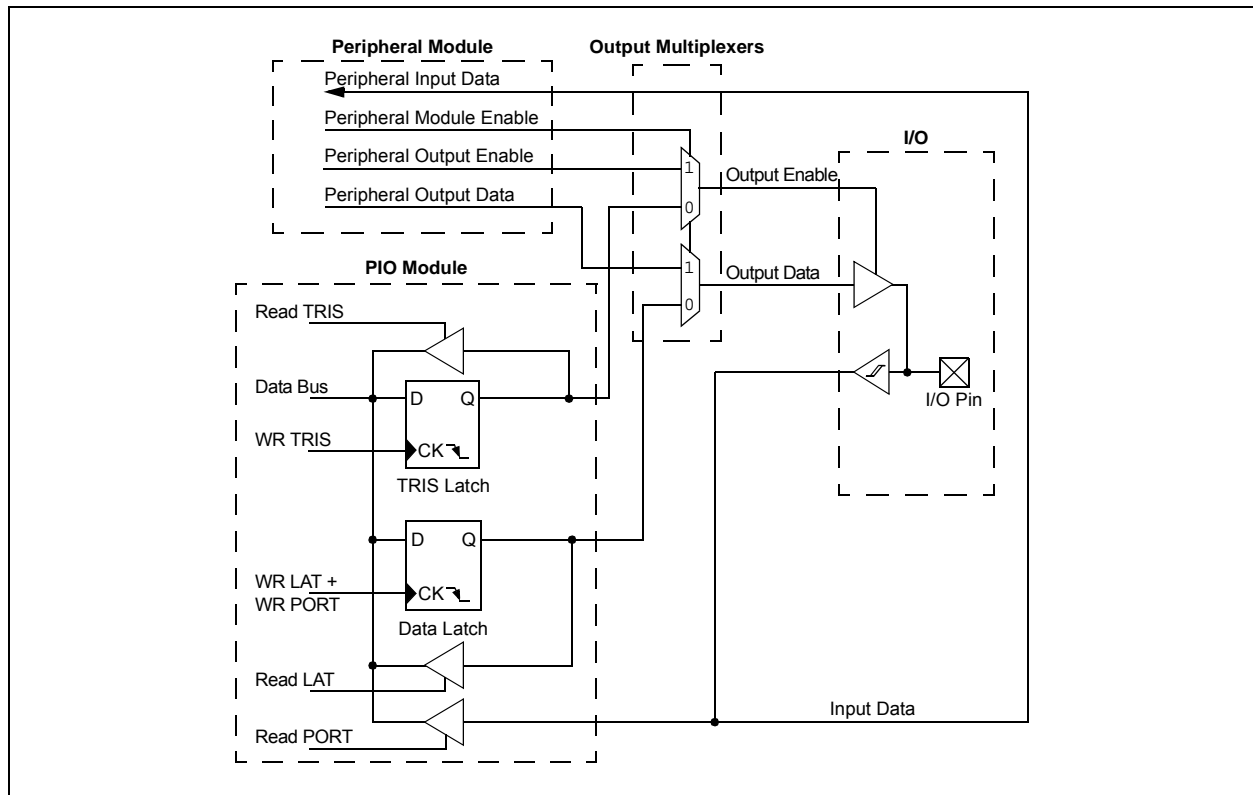 Peripheral Module
Output Multiplexers
Peripheral Input Data
Peripheral Module Enable
I/O
Peripheral Output Enable
1
Output Enable
Peripheral Output Data
0
PIO Module
1
Output Data
0
Read TRIS
Data Bus
D
Q
I/O Pin
WR TRIS
CK
TRIS Latch
D
Q
WR LAT +
WR PORT
CK
Data Latch
Read LAT
Input Data
Read PORT